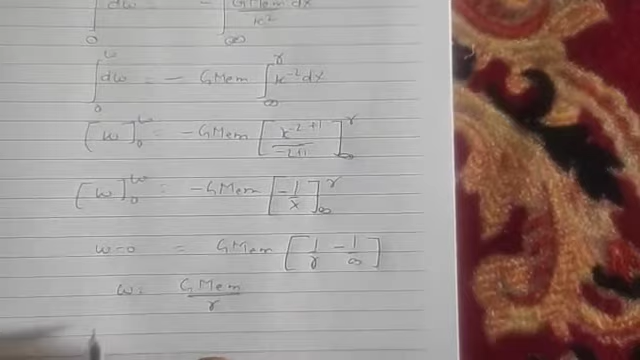 ∫₀ dw = - ∫_∞ GMem dx / x²
∫₀^w dw = - GMem ∫_∞^r x⁻² dx
[w]₀^w = -GMem [x⁻²⁺¹ / -2+1]_∞^r
[w]₀^w = -GMem [-1/x]_∞^r
w-0 = GMem [1/r - 1/∞]
w = GMem / r